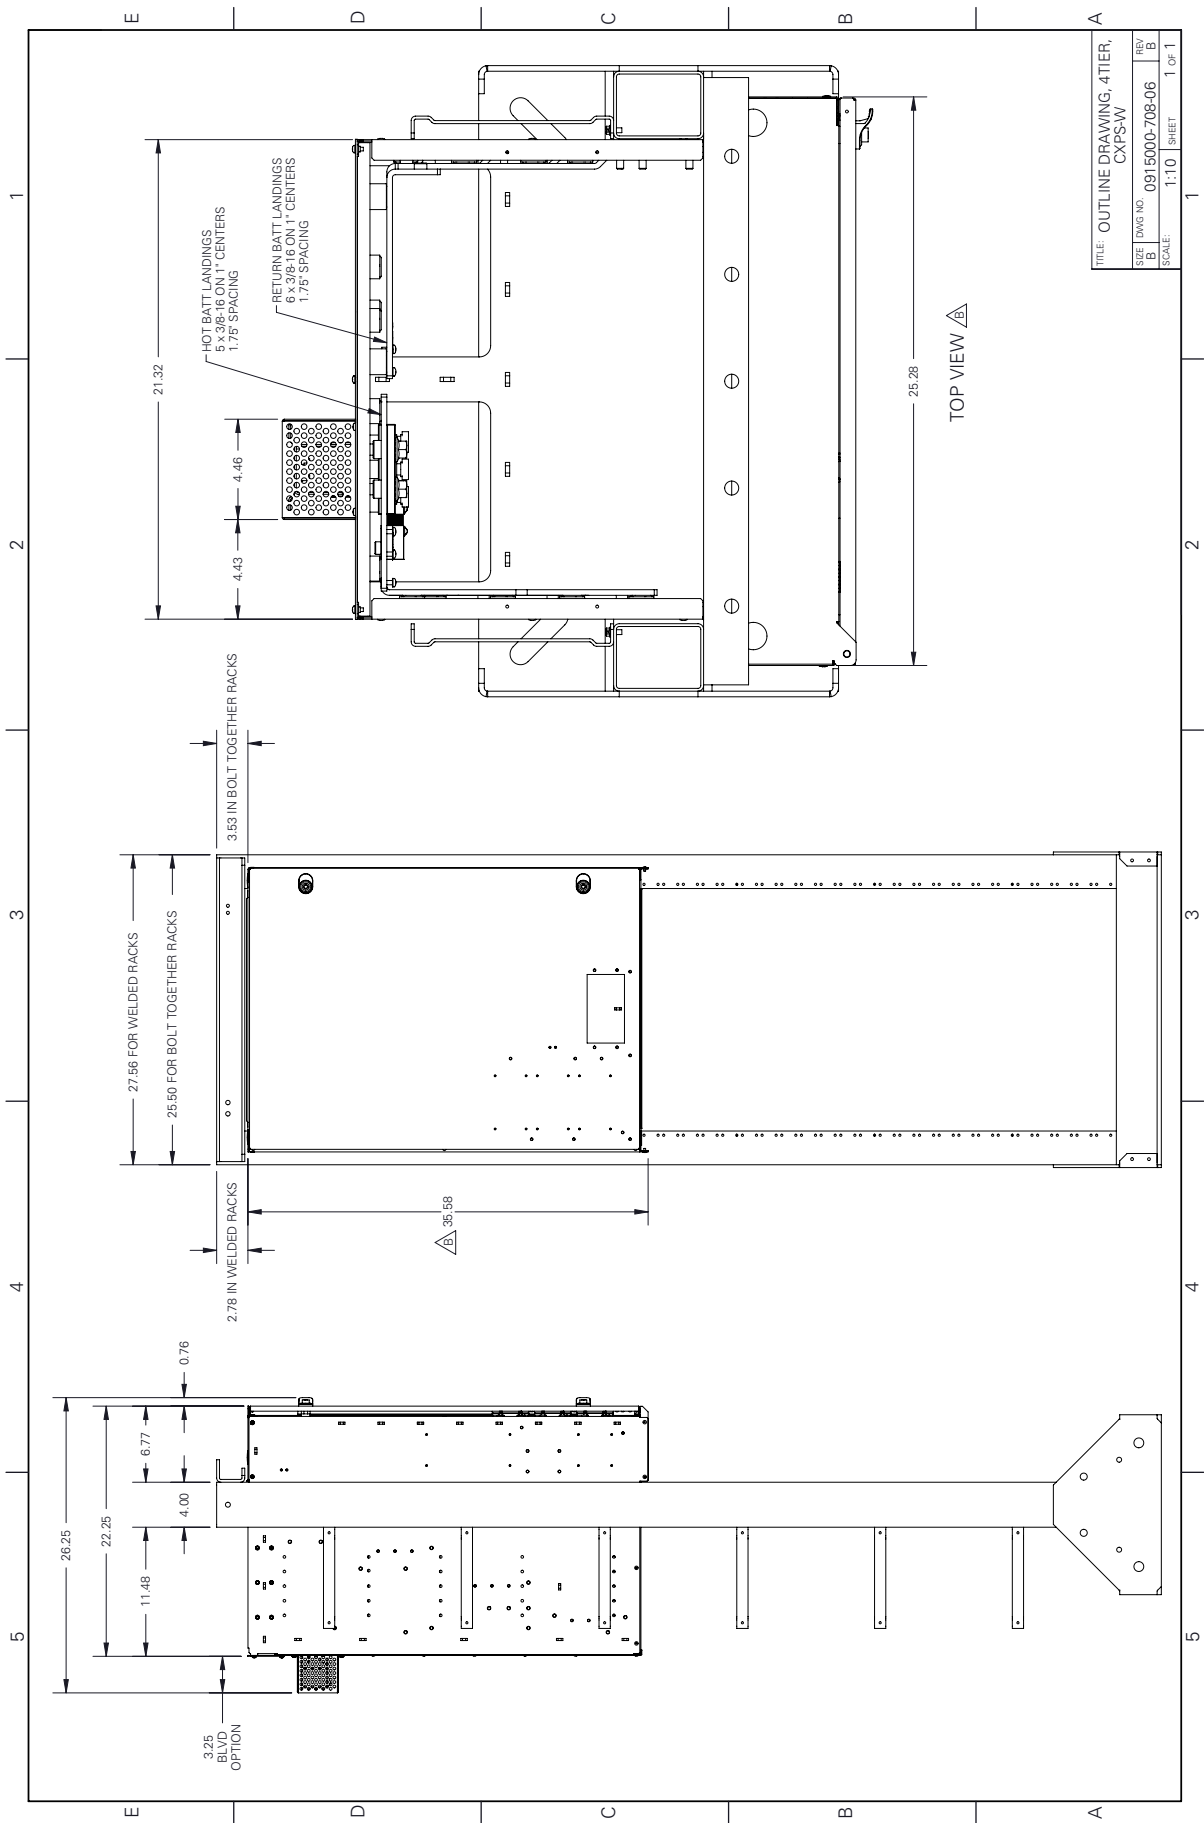 5
4
3
2
1
E
D
C
B
A
26.25
22.25
11.48
4.00
6.77
0.76
3.25
BLVD
OPTION
27.56 FOR WELDED RACKS
25.50 FOR BOLT TOGETHER RACKS
2.78 IN WELDED RACKS
3.53 IN BOLT TOGETHER RACKS
B
35.58
21.32
4.43
4.46
HOT BATT LANDINGS
5 x 3/8-16 ON 1" CENTERS
1.75" SPACING
RETURN BATT LANDINGS
6 x 3/8-16 ON 1" CENTERS
1.75" SPACING
25.28
TOP VIEW B
TITLE: OUTLINE DRAWING, 4TIER,
CXPS-W
SIZE DWG NO. REV
B 0915000-708-06 B
SCALE: 1:10 SHEET 1 OF 1
5
4
3
2
1
E
D
C
B
A